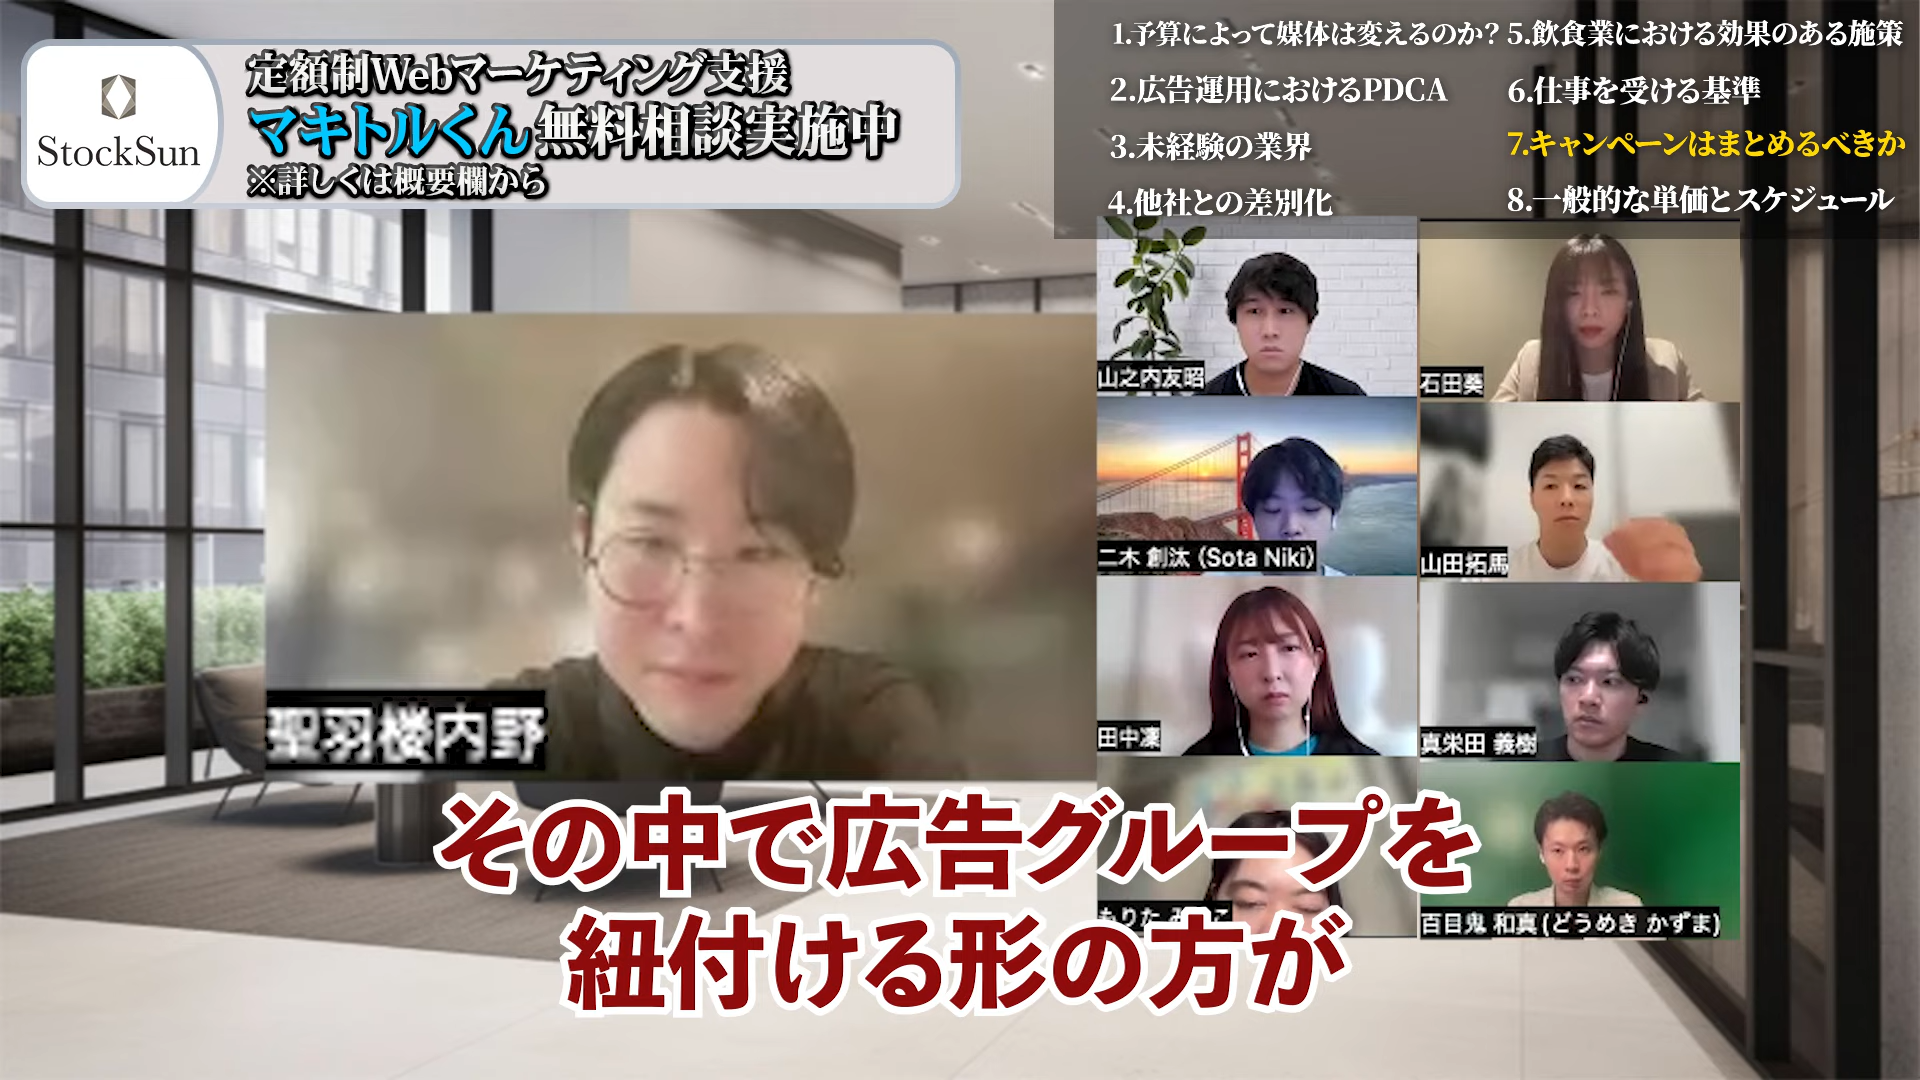 StockSun
定額制Webマーケティング支援
マキトルくん無料相談実施中
※詳しくは概要欄から
1.予算によって媒体は変えるのか?
2.広告運用におけるPDCA
3.未経験の業界
4.他社との差別化
5.飲食業における効果のある施策
6.仕事を受ける基準
7.キャンペーンはまとめるべきか
8.一般的な単価とスケジュール
聖羽楼内野
山之内友昭
石田葵
二木 創汰 (Sota Niki)
山田拓馬
田中凜
真栄田 義樹
もりた
百目鬼 和真 (どうめき かずま)
その中で広告グループを
紐付ける形の方が